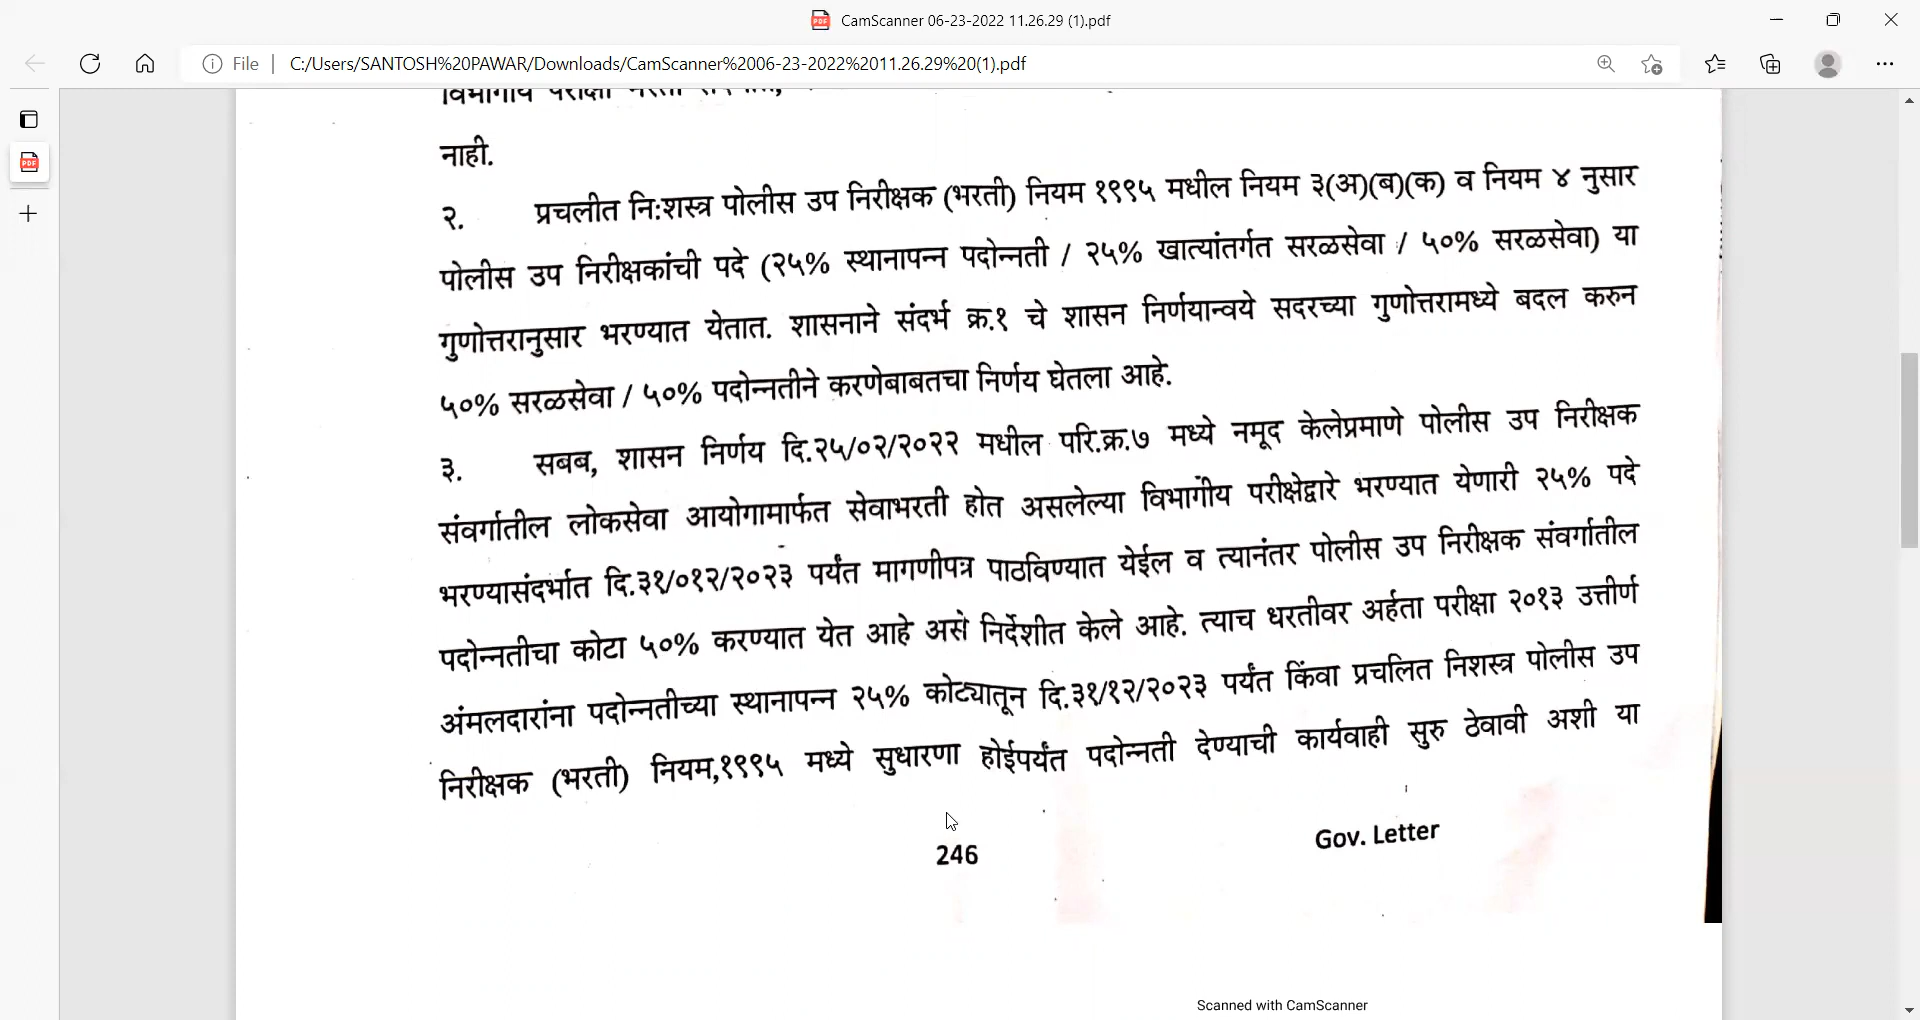 CamScanner 06-23-2022 11.26.29 (1).pdf
File C:/Users/SANTOSH%20PAWAR/Downloads/CamScanner%2006-23-2022%2011.26.29%20(1).pdf
विभागीय परीक्षा
नाही.
२. प्रचलीत नि:शस्त्र पोलीस उप निरीक्षक (भरती) नियम १९९५ मधील नियम ३(अ)(ब)(क) व नियम ४ नुसार
पोलीस उप निरीक्षकांची पदे (२५% स्थानापन्न पदोन्नती / २५% खात्यांतर्गत सरळसेवा / ५०% सरळसेवा) या
गुणोत्तरानुसार भरण्यात येतात. शासनाने संदर्भ क्र.१ चे शासन निर्णयान्वये सदरच्या गुणोत्तरामध्ये बदल करुन
५०% सरळसेवा / ५०% पदोन्नतीने करणेबाबतचा निर्णय घेतला आहे.
३. सबब, शासन निर्णय दि.२५/०२/२०२२ मधील परि.क्र.७ मध्ये नमूद केलेप्रमाणे पोलीस उप निरीक्षक
संवर्गातील लोकसेवा आयोगामार्फत सेवाभरती होत असलेल्या विभागीय परीक्षेद्वारे भरण्यात येणारी २५% पदे
भरण्यासंदर्भात दि.३१/०१२/२०२३ पर्यंत मागणीपत्र पाठविण्यात येईल व त्यानंतर पोलीस उप निरीक्षक संवर्गातील
पदोन्नतीचा कोटा ५०% करण्यात येत आहे असे निर्देशीत केले आहे. त्याच धरतीवर अर्हता परीक्षा २०१३ उत्तीर्ण
अंमलदारांना पदोन्नतीच्या स्थानापन्न २५% कोट्यातून दि.३१/१२/२०२३ पर्यंत किंवा प्रचलित निशस्त्र पोलीस उप
निरीक्षक (भरती) नियम,१९९५ मध्ये सुधारणा होईपर्यंत पदोन्नती देण्याची कार्यवाही सुरु ठेवावी अशी या
246
Gov. Letter
Scanned with CamScanner